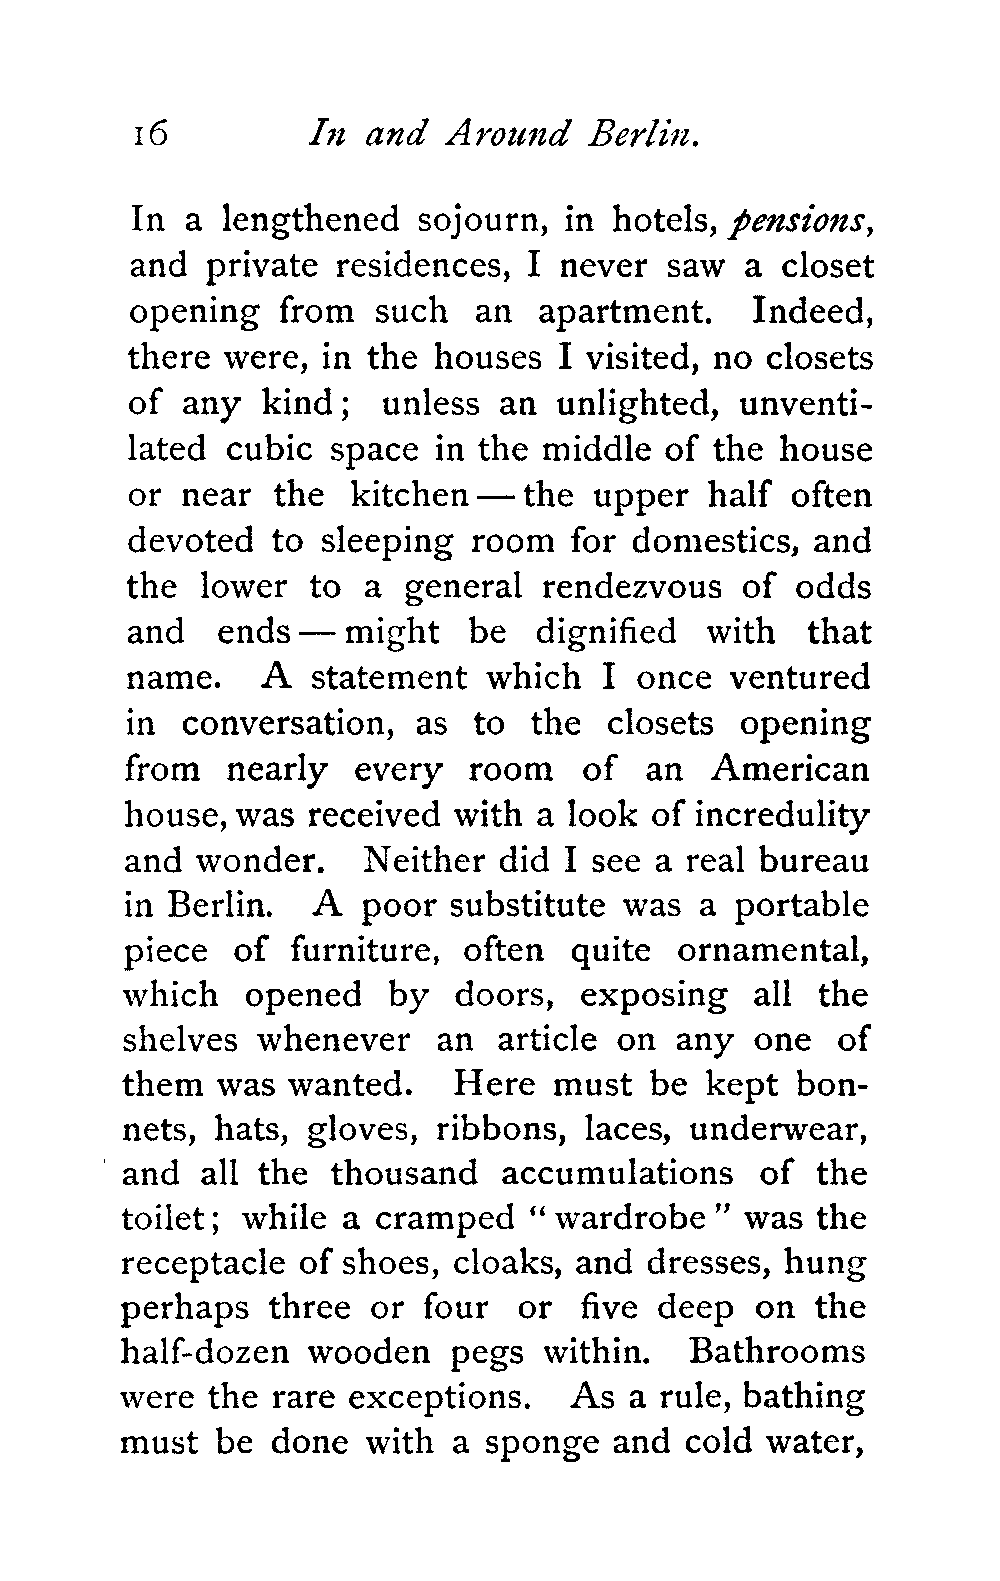 16 In and Around Berlin.
In a lengthened sojourn, in hotels, pensions,
and private residences, I never saw a closet
opening from such an apartment. Indeed,
there were, in the houses I visited, no closets
of any kind; unless an unlighted, unventi-
lated cubic space in the middle of the house
or near the kitchen — the upper half often
devoted to sleeping room for domestics, and
the lower to a general rendezvous of odds
and ends — might be dignified with that
name. A statement which I once ventured
in conversation, as to the closets opening
from nearly every room of an American
house, was received with a look of incredulity
and wonder. Neither did I see a real bureau
in Berlin. A poor substitute was a portable
piece of furniture, often quite ornamental,
which opened by doors, exposing all the
shelves whenever an article on any one of
them was wanted. Here must be kept bon-
nets, hats, gloves, ribbons, laces, underwear,
and all the thousand accumulations of the
toilet; while a cramped "wardrobe" was the
receptacle of shoes, cloaks, and dresses, hung
perhaps three or four or five deep on the
half-dozen wooden pegs within. Bathrooms
were the rare exceptions. As a rule, bathing
must be done with a sponge and cold water,